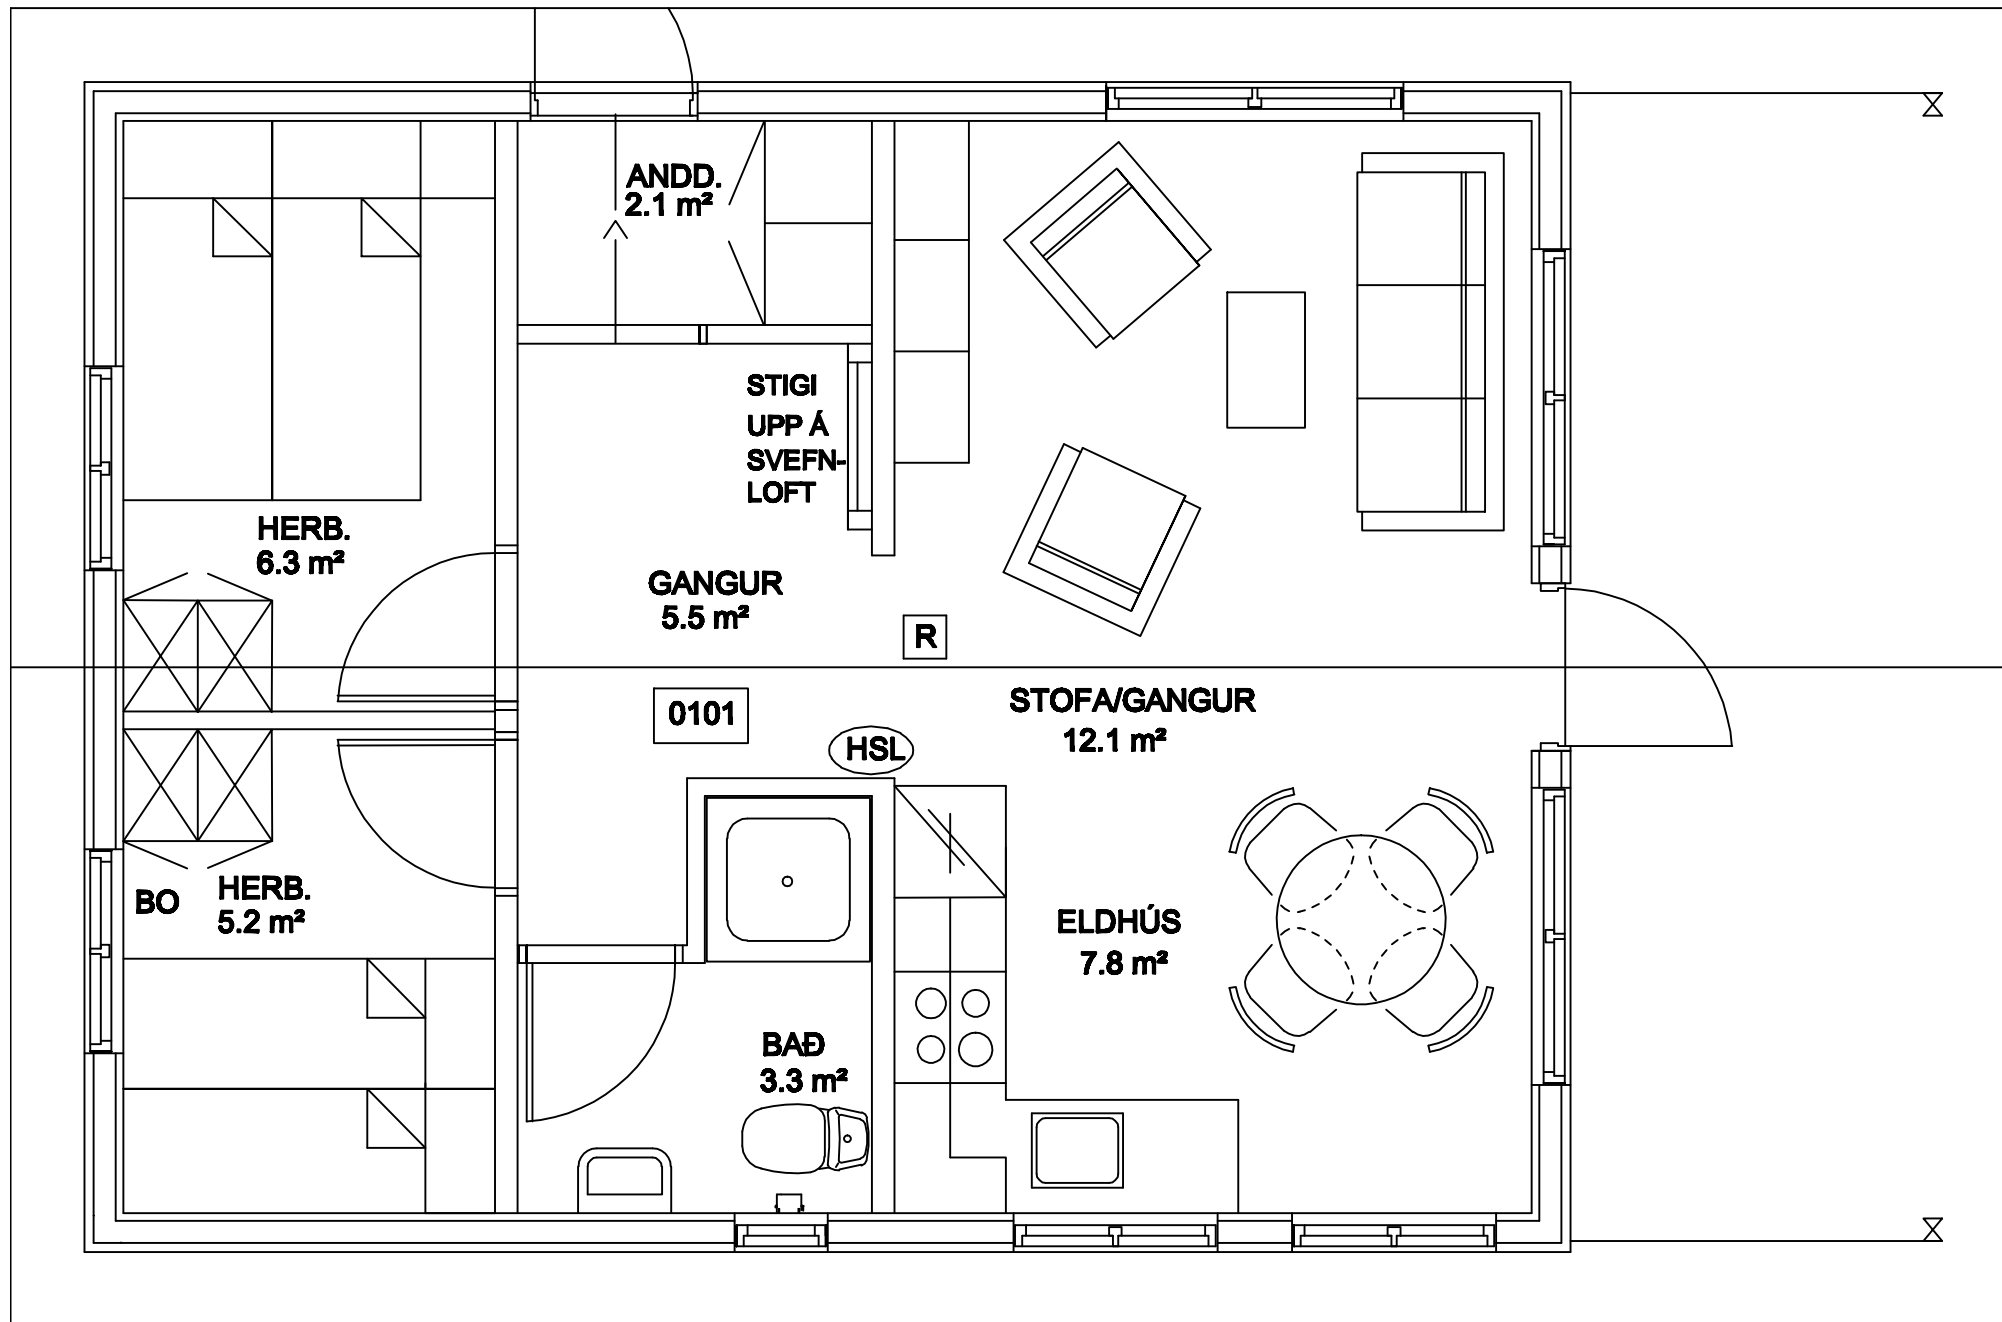 ANDD.
2.1 m²
STIGI
UPP Á
SVEFN-
LOFT
HERB.
6.3 m²
GANGUR
5.5 m²
R
0101
STOFA/GANGUR
12.1 m²
HSL
BO
HERB.
5.2 m²
ELDHÚS
7.8 m²
BAÐ
3.3 m²